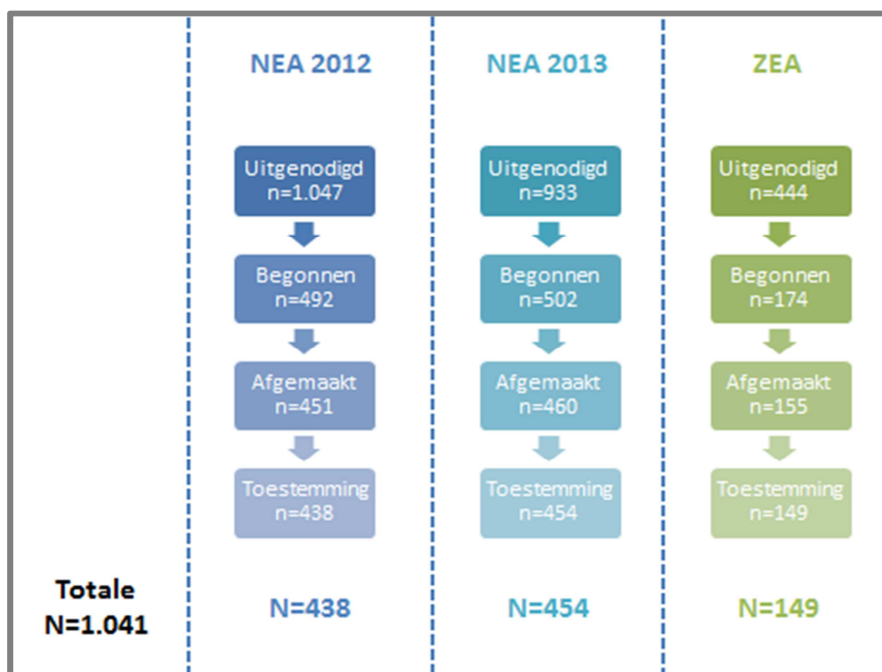 NEA 2012
NEA 2013
ZEA
Uitgenodigd
n=1.047
Uitgenodigd
n=933
Uitgenodigd
n=444
Begonnen
n=492
Begonnen
n=502
Begonnen
n=174
Afgemaakt
n=451
Afgemaakt
n=460
Afgemaakt
n=155
Toestemming
n=438
Toestemming
n=454
Toestemming
n=149
Totale
N=1.041
N=438
N=454
N=149